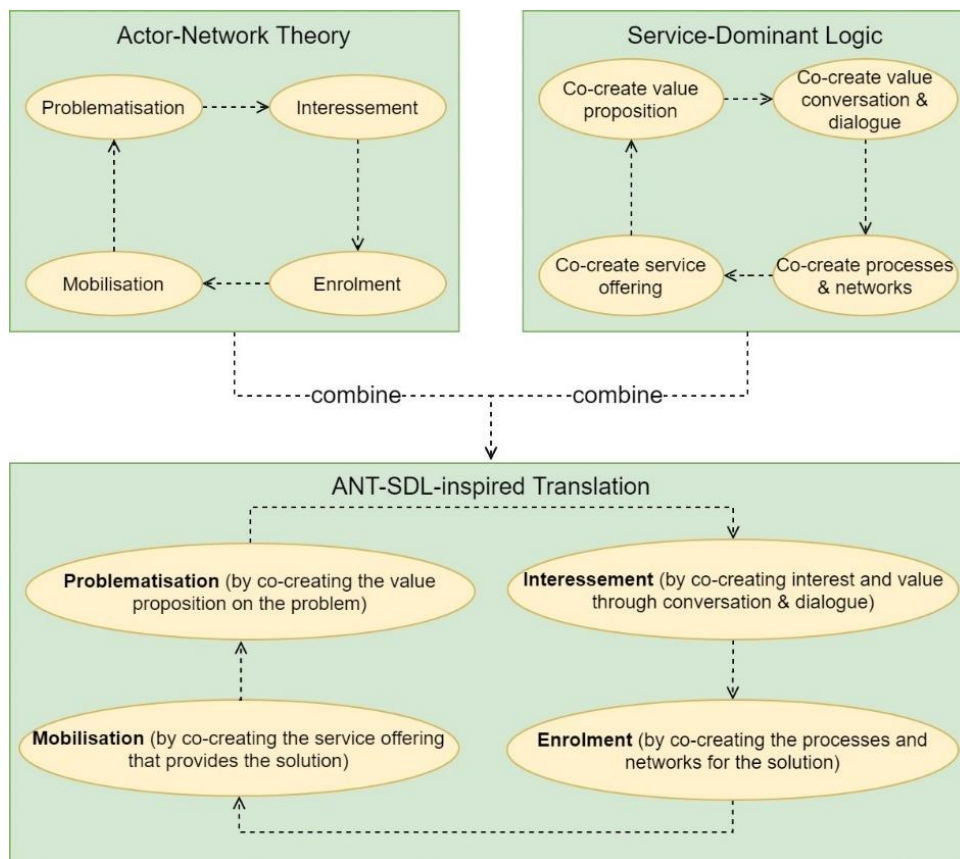 Actor-Network Theory
Problematisation
Interessement
Mobilisation
Enrolment
Service-Dominant Logic
Co-create value
proposition
Co-create value
conversation &
dialogue
Co-create service
offering
Co-create processes
& networks
combine
combine
ANT-SDL-inspired Translation
Problematisation (by co-creating the value
proposition on the problem)
Interessement (by co-creating interest and value
through conversation & dialogue)
Mobilisation (by co-creating the service offering
that provides the solution)
Enrolment (by co-creating the processes and
networks for the solution)